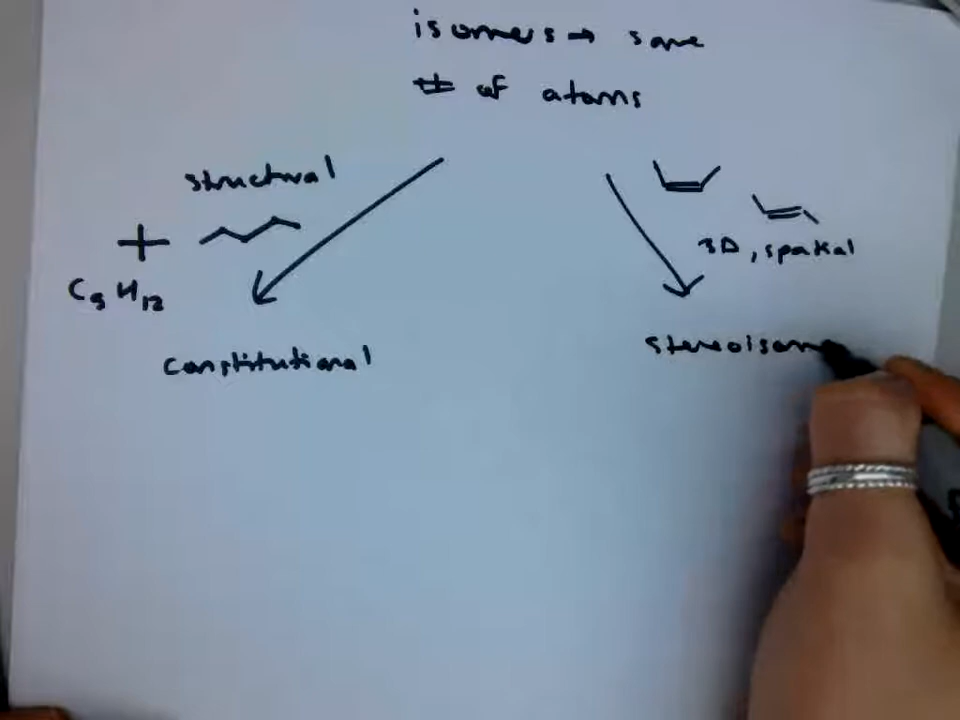 isomers → same
# of atoms
structural
3D, spatial
C5H12
constitutional
stereoisom